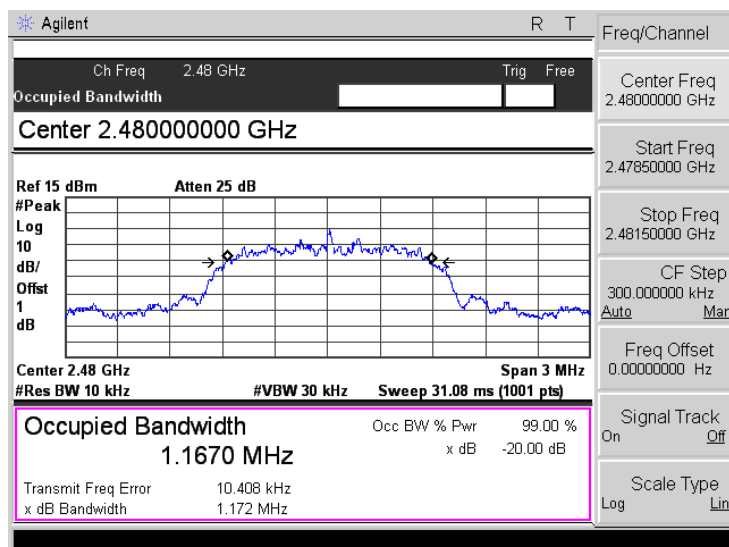 Agilent
R T
Freq/Channel
Ch Freq 2.48 GHz
Trig Free
Occupied Bandwidth
Center 2.480000000 GHz
Ref 15 dBm Atten 25 dB
#Peak
Log
10
dB/
Offst
1
dB
Center 2.48 GHz
Span 3 MHz
#Res BW 10 kHz
#VBW 30 kHz
Sweep 31.08 ms (1001 pts)
Occupied Bandwidth
1.1670 MHz
Occ BW % Pwr 99.00 %
x dB -20.00 dB
Transmit Freq Error 10.408 kHz
x dB Bandwidth 1.172 MHz
Center Freq
2.48000000 GHz
Start Freq
2.47850000 GHz
Stop Freq
2.48150000 GHz
CF Step
300.000000 kHz
Auto Man
Freq Offset
0.00000000 Hz
Signal Track
On Off
Scale Type
Log Lin